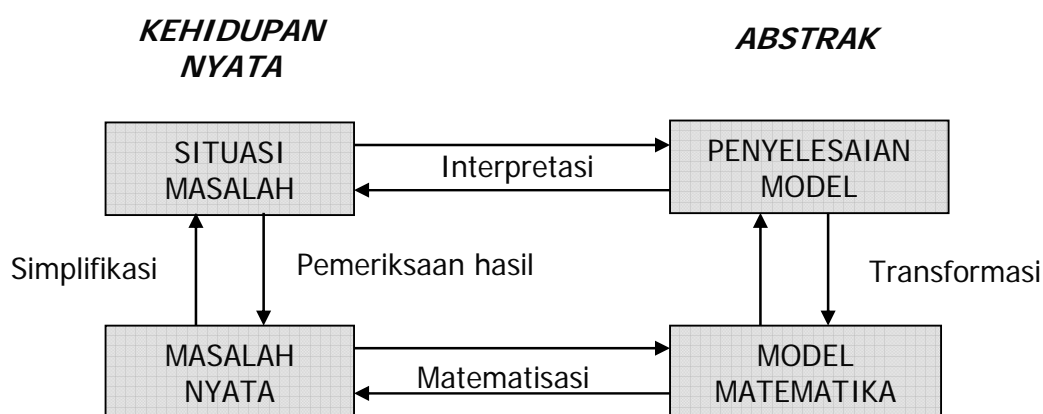 KEHIDUPAN
NYATA
ABSTRAK
SITUASI
MASALAH
Interpretasi
PENYELESAIAN
MODEL
Simplifikasi
Pemeriksaan hasil
Transformasi
MASALAH
NYATA
Matematisasi
MODEL
MATEMATIKA